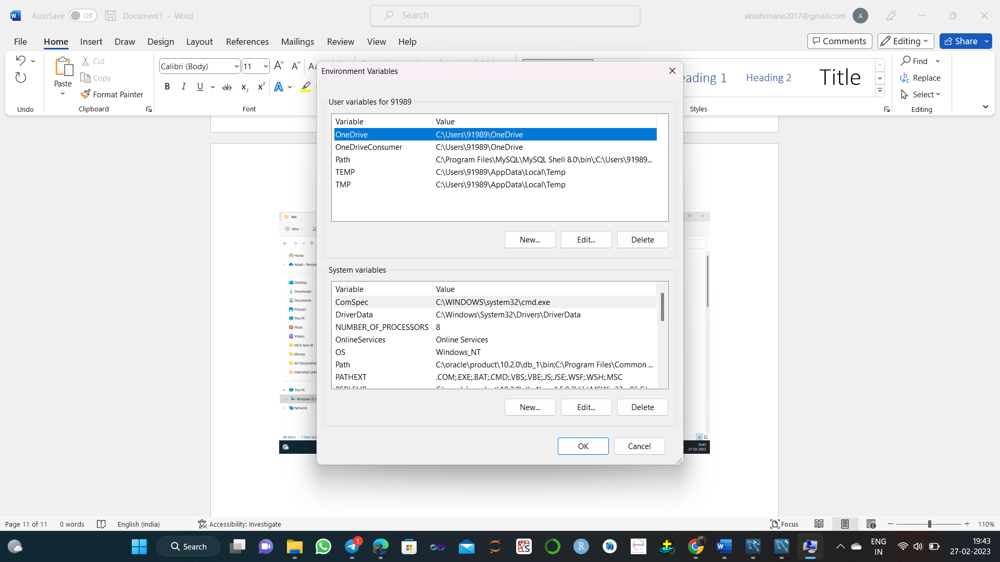 AutoSave Off Document1 - Word Search akashrmane2017@gmail.com A
File Home Insert Draw Design Layout References Mailings Review View Help Comments Editing Share
Paste Cut Copy Format Painter
Calibri (Body) 11
Heading 2 Title
Find Replace Select
Undo Clipboard Font Styles Editing
Environment Variables
User variables for 91989
Variable Value
OneDrive C:\Users\91989\OneDrive
OneDriveConsumer C:\Users\91989\OneDrive
Path C:\Program Files\MySQL\MySQL Shell 8.0\bin\;C:\Users\91989...
TEMP C:\Users\91989\AppData\Local\Temp
TMP C:\Users\91989\AppData\Local\Temp
New... Edit... Delete
System variables
Variable Value
ComSpec C:\WINDOWS\system32\cmd.exe
DriverData C:\Windows\System32\Drivers\DriverData
NUMBER_OF_PROCESSORS 8
OnlineServices Online Services
OS Windows_NT
Path C:\oracle\product\10.2.0\db_1\bin;C:\Program Files\Common ...
PATHEXT .COM;.EXE;.BAT;.CMD;.VBS;.VBE;.JS;.JSE;.WSF;.WSH;.MSC
New... Edit... Delete
OK Cancel
bin
New
Home
Akash - Person
Desktop
Downloads
Documents
Pictures
This PC
Music
Videos
MCA Sem-III
Movies
All Documents
Internship Lette
This PC
Windows (C:)
Network
64 items 1 item sele
19:43
27-02-2023
Page 11 of 11 0 words English (India) Accessibility: Investigate Focus 110%
Search 1 ENG
IN
19:43
27-02-2023